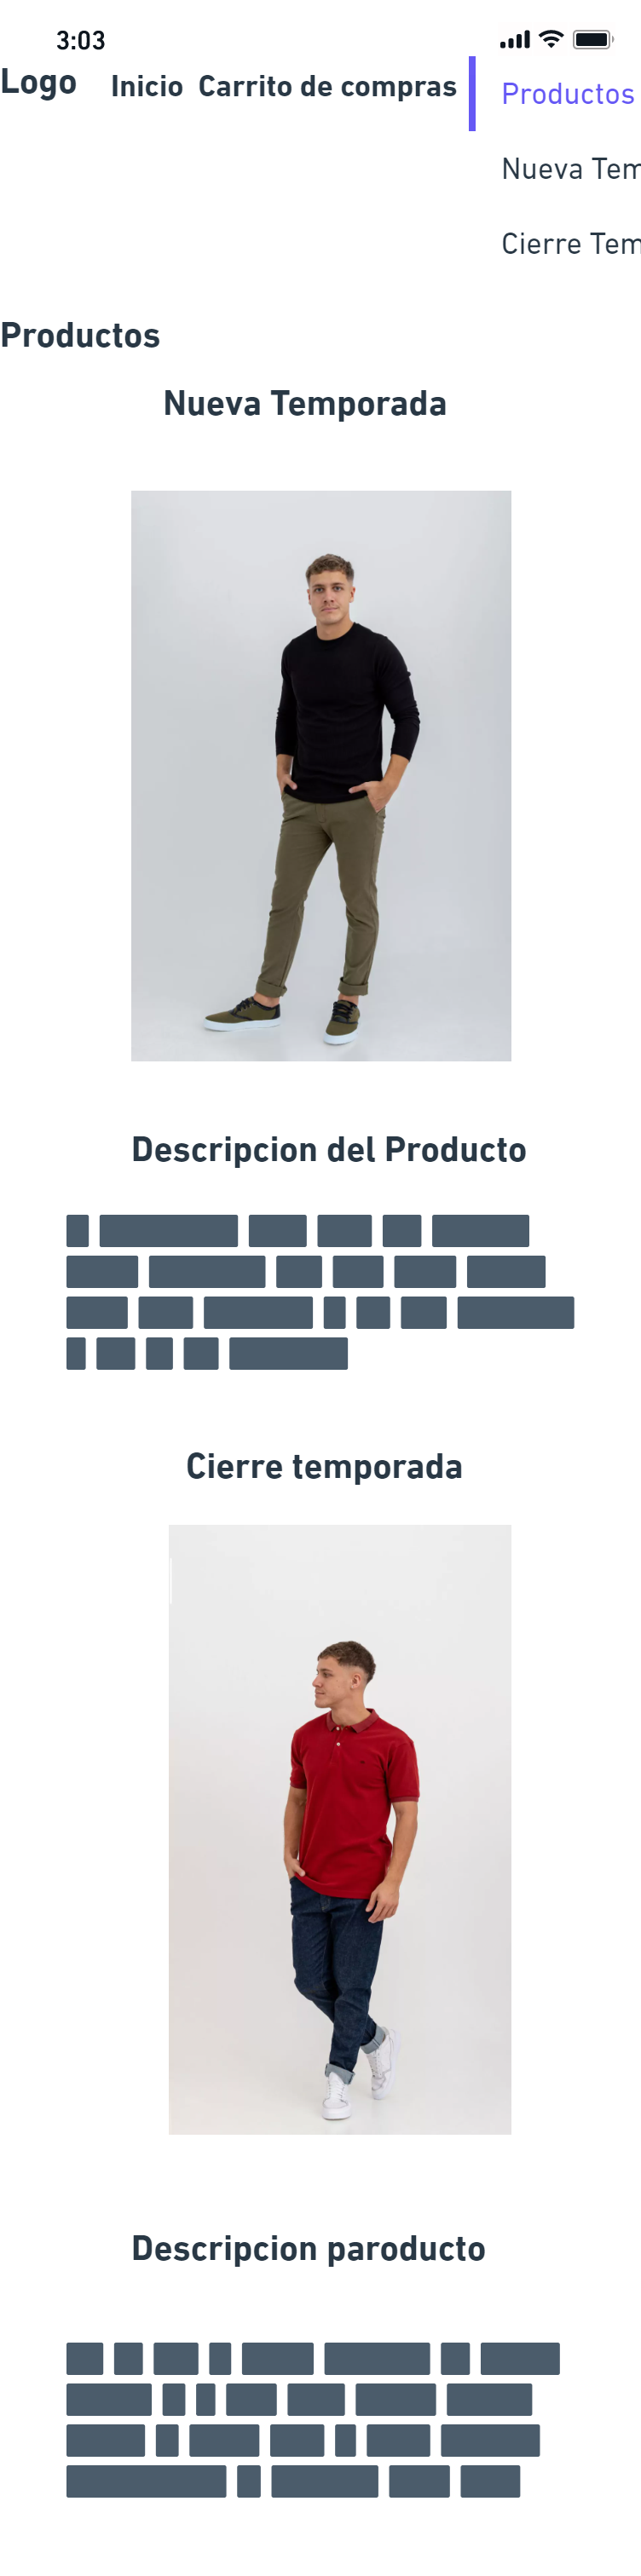 3:03
Logo Inicio Carrito de compras Productos
Nueva Tem
Cierre Tem
Productos
Nueva Temporada
Descripcion del Producto
Cierre temporada
Descripcion paroducto